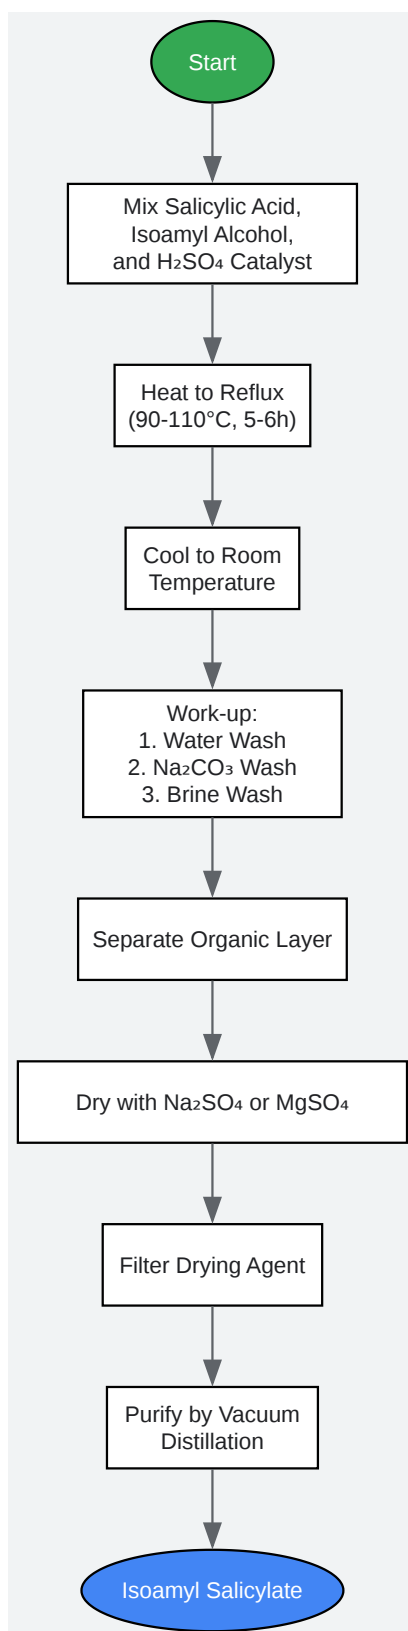 Start
Mix Salicylic Acid,
Isoamyl Alcohol,
and H₂SO₄ Catalyst
Heat to Reflux
(90-110°C, 5-6h)
Cool to Room
Temperature
Work-up:
1. Water Wash
2. Na₂CO₃ Wash
3. Brine Wash
Separate Organic Layer
Dry with Na₂SO₄ or MgSO₄
Filter Drying Agent
Purify by Vacuum
Distillation
Isoamyl Salicylate